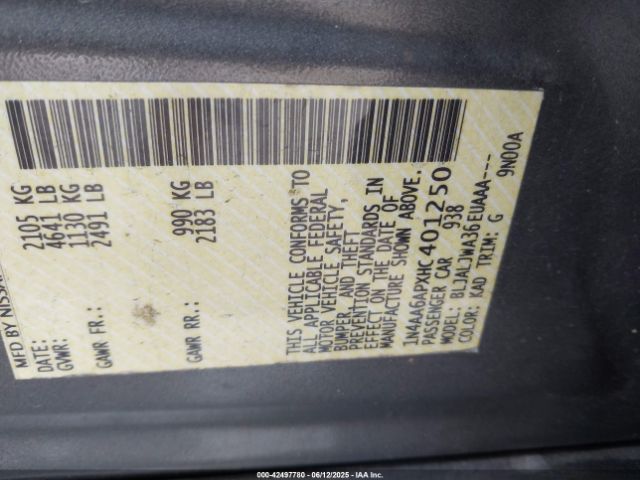 MFD BY NISSA
DATE:
GVWR: 2105 KG
4641 LB
GAWR FR.: 1130 KG
2491 LB
GAWR RR.: 990 KG
2183 LB
THIS VEHICLE CONFORMS TO
ALL APPLICABLE FEDERAL
MOTOR VEHICLE SAFETY,
BUMPER, AND THEFT
PREVENTION STANDARDS IN
EFFECT ON THE DATE OF
MANUFACTURE SHOWN ABOVE.
1N4AA6APXHC401250
PASSENGER CAR 938
MODEL: BLJALJWA36EUAAA---
COLOR: KAD TRIM: G 9N00A
00-42497780 - 06/12/2025 - IAA Inc.